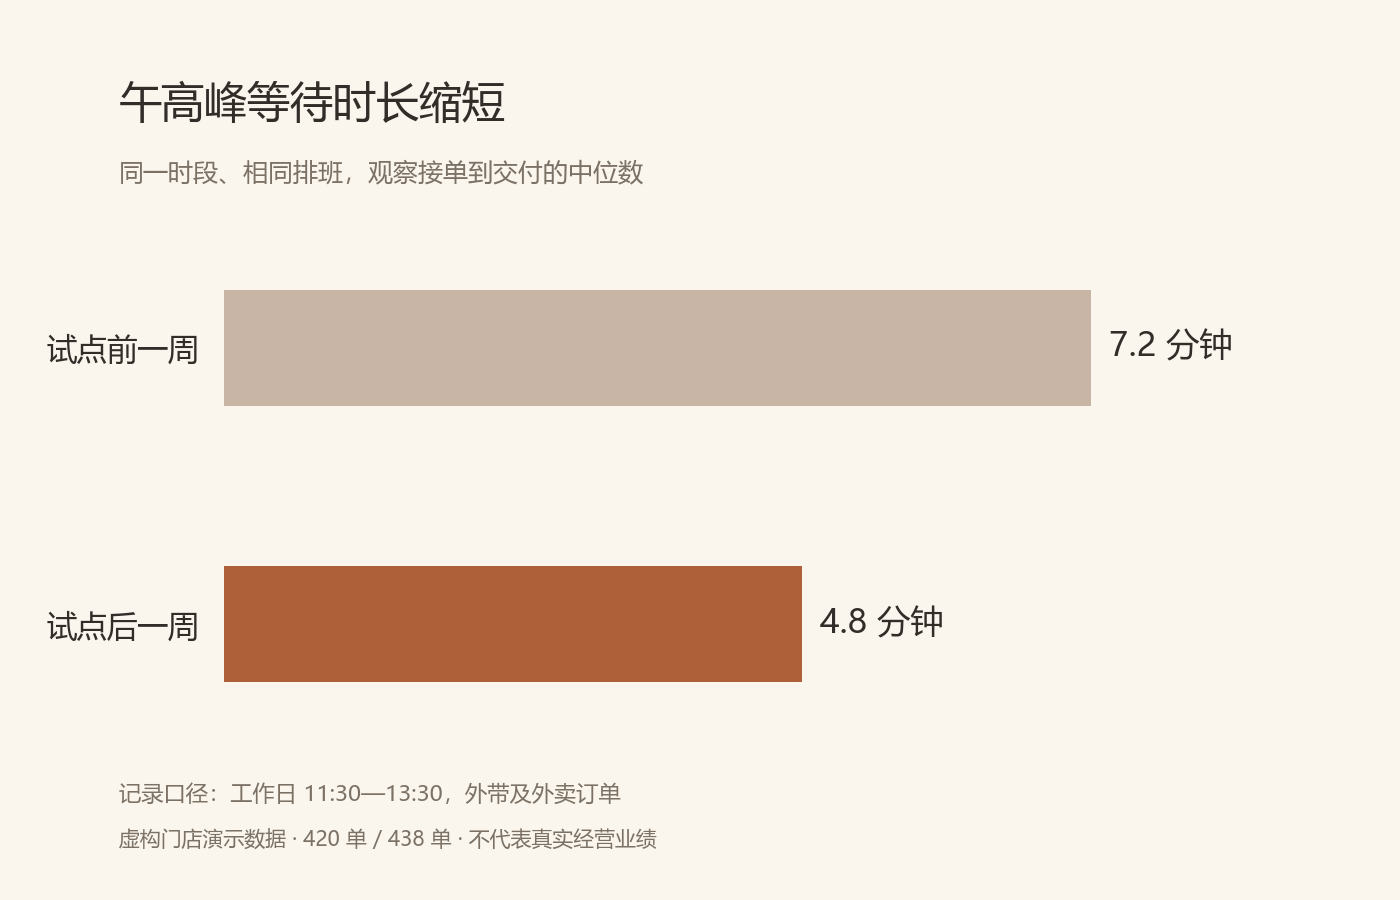 午高峰等待时长缩短
同一时段、相同排班，观察接单到交付的中位数
试点前一周
7.2 分钟
试点后一周
4.8 分钟
记录口径：工作日 11:30—13:30，外带及外卖订单
虚构门店演示数据 · 420 单 / 438 单 · 不代表真实经营业绩